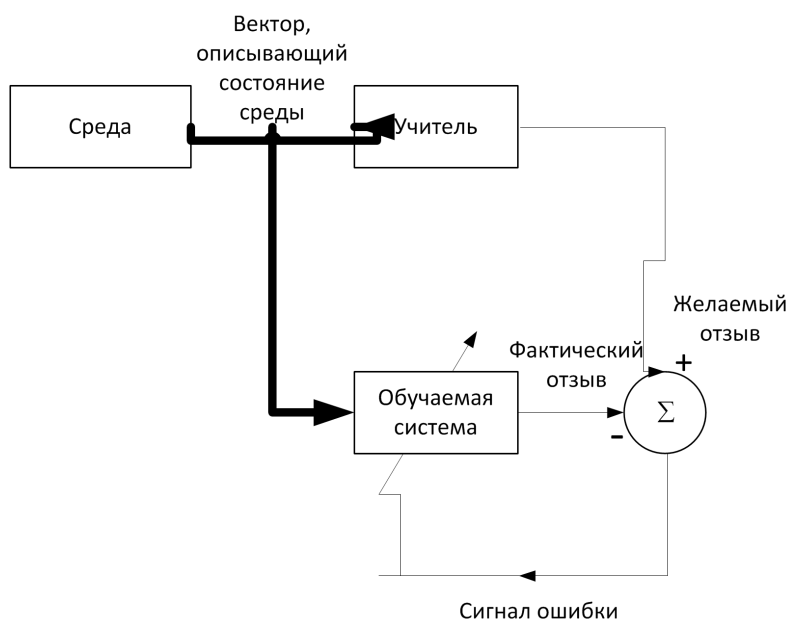 Вектор,
описывающий
состояние
среды
Среда
Учитель
Желаемый
отзыв
+
Фактический
отзыв
Обучаемая
система
Σ
-
Сигнал ошибки